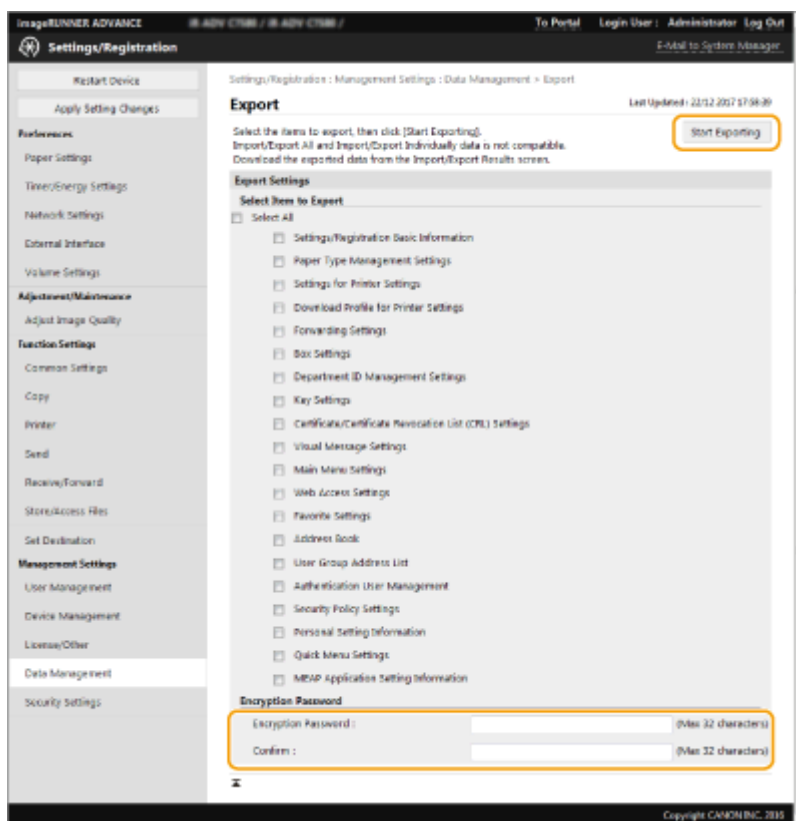 imageRUNNER ADVANCE
To Portal Login User : Administrator Log Out
Settings/Registration
E-Mail to System Manager
Restart Device
Apply Setting Changes
Preferences
Paper Settings
Timer/Energy Settings
Network Settings
External Interface
Volume Settings
Adjustment/Maintenance
Adjust Image Quality
Function Settings
Common Settings
Copy
Printer
Send
Receive/Forward
Store/Access Files
Set Destination
Management Settings
User Management
Device Management
License/Other
Data Management
Security Settings
Settings/Registration : Management Settings : Data Management > Export
Export
Last Updated : 22/12 2017 17:58:39
Select the items to export, then click [Start Exporting].
Import/Export All and Import/Export Individually data is not compatible.
Download the exported data from the Import/Export Results screen.
Start Exporting
Export Settings
Select Item to Export
Select All
Settings/Registration Basic Information
Paper Type Management Settings
Settings for Printer Settings
Download Profile for Printer Settings
Forwarding Settings
Box Settings
Department ID Management Settings
Key Settings
Certificate/Certificate Revocation List (CRL) Settings
Visual Message Settings
Main Menu Settings
Web Access Settings
Favorite Settings
Address Book
User Group Address List
Authentication User Management
Security Policy Settings
Personal Setting Information
Quick Menu Settings
MEAP Application Setting Information
Encryption Password
Encryption Password :
(Max 32 characters)
Confirm :
(Max 32 characters)
Copyright CANON INC. 2016